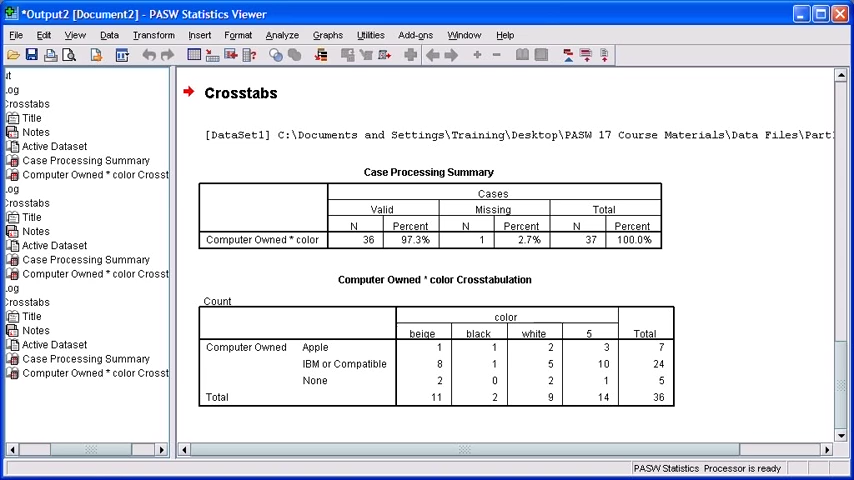 *Output2 [Document2] - PASW Statistics Viewer
File Edit View Data Transform Insert Format Analyze Graphs Utilities Add-ons Window Help
ut
Log
Crosstabs
Title
Notes
Active Dataset
Case Processing Summary
Computer Owned * color Crosst
Log
Crosstabs
Title
Notes
Active Dataset
Case Processing Summary
Computer Owned * color Crosst
Log
Crosstabs
Title
Notes
Active Dataset
Case Processing Summary
Computer Owned * color Crosst
Crosstabs
[DataSet1] C:\Documents and Settings\Training\Desktop\PASW 17 Course Materials\Data Files\Part
Case Processing Summary
Cases
Valid Missing Total
N Percent N Percent N Percent
Computer Owned * color 36 97.3% 1 2.7% 37 100.0%
Computer Owned * color Crosstabulation
Count
color
beige black white 5 Total
Computer Owned Apple 1 1 2 3 7
IBM or Compatible 8 1 5 10 24
None 2 0 2 1 5
Total 11 2 9 14 36
PASW Statistics Processor is ready